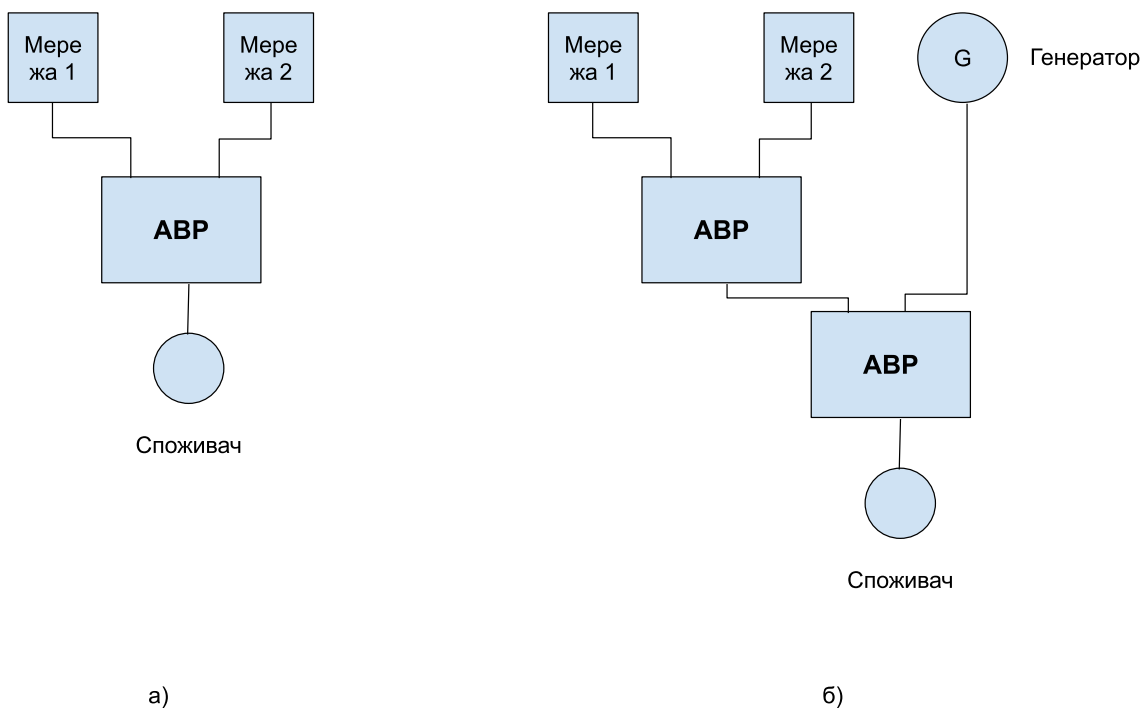 Мере
жа 1
Мере
жа 2
АВР
Споживач
а)
Мере
жа 1
Мере
жа 2
G
Генератор
АВР
АВР
Споживач
б)